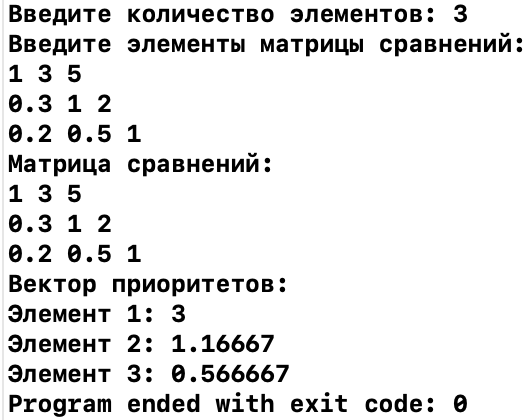 Введите количество элементов: 3
Введите элементы матрицы сравнений:
1 3 5
0.3 1 2
0.2 0.5 1
Матрица сравнений:
1 3 5
0.3 1 2
0.2 0.5 1
Вектор приоритетов:
Элемент 1: 3
Элемент 2: 1.16667
Элемент 3: 0.566667
Program ended with exit code: 0